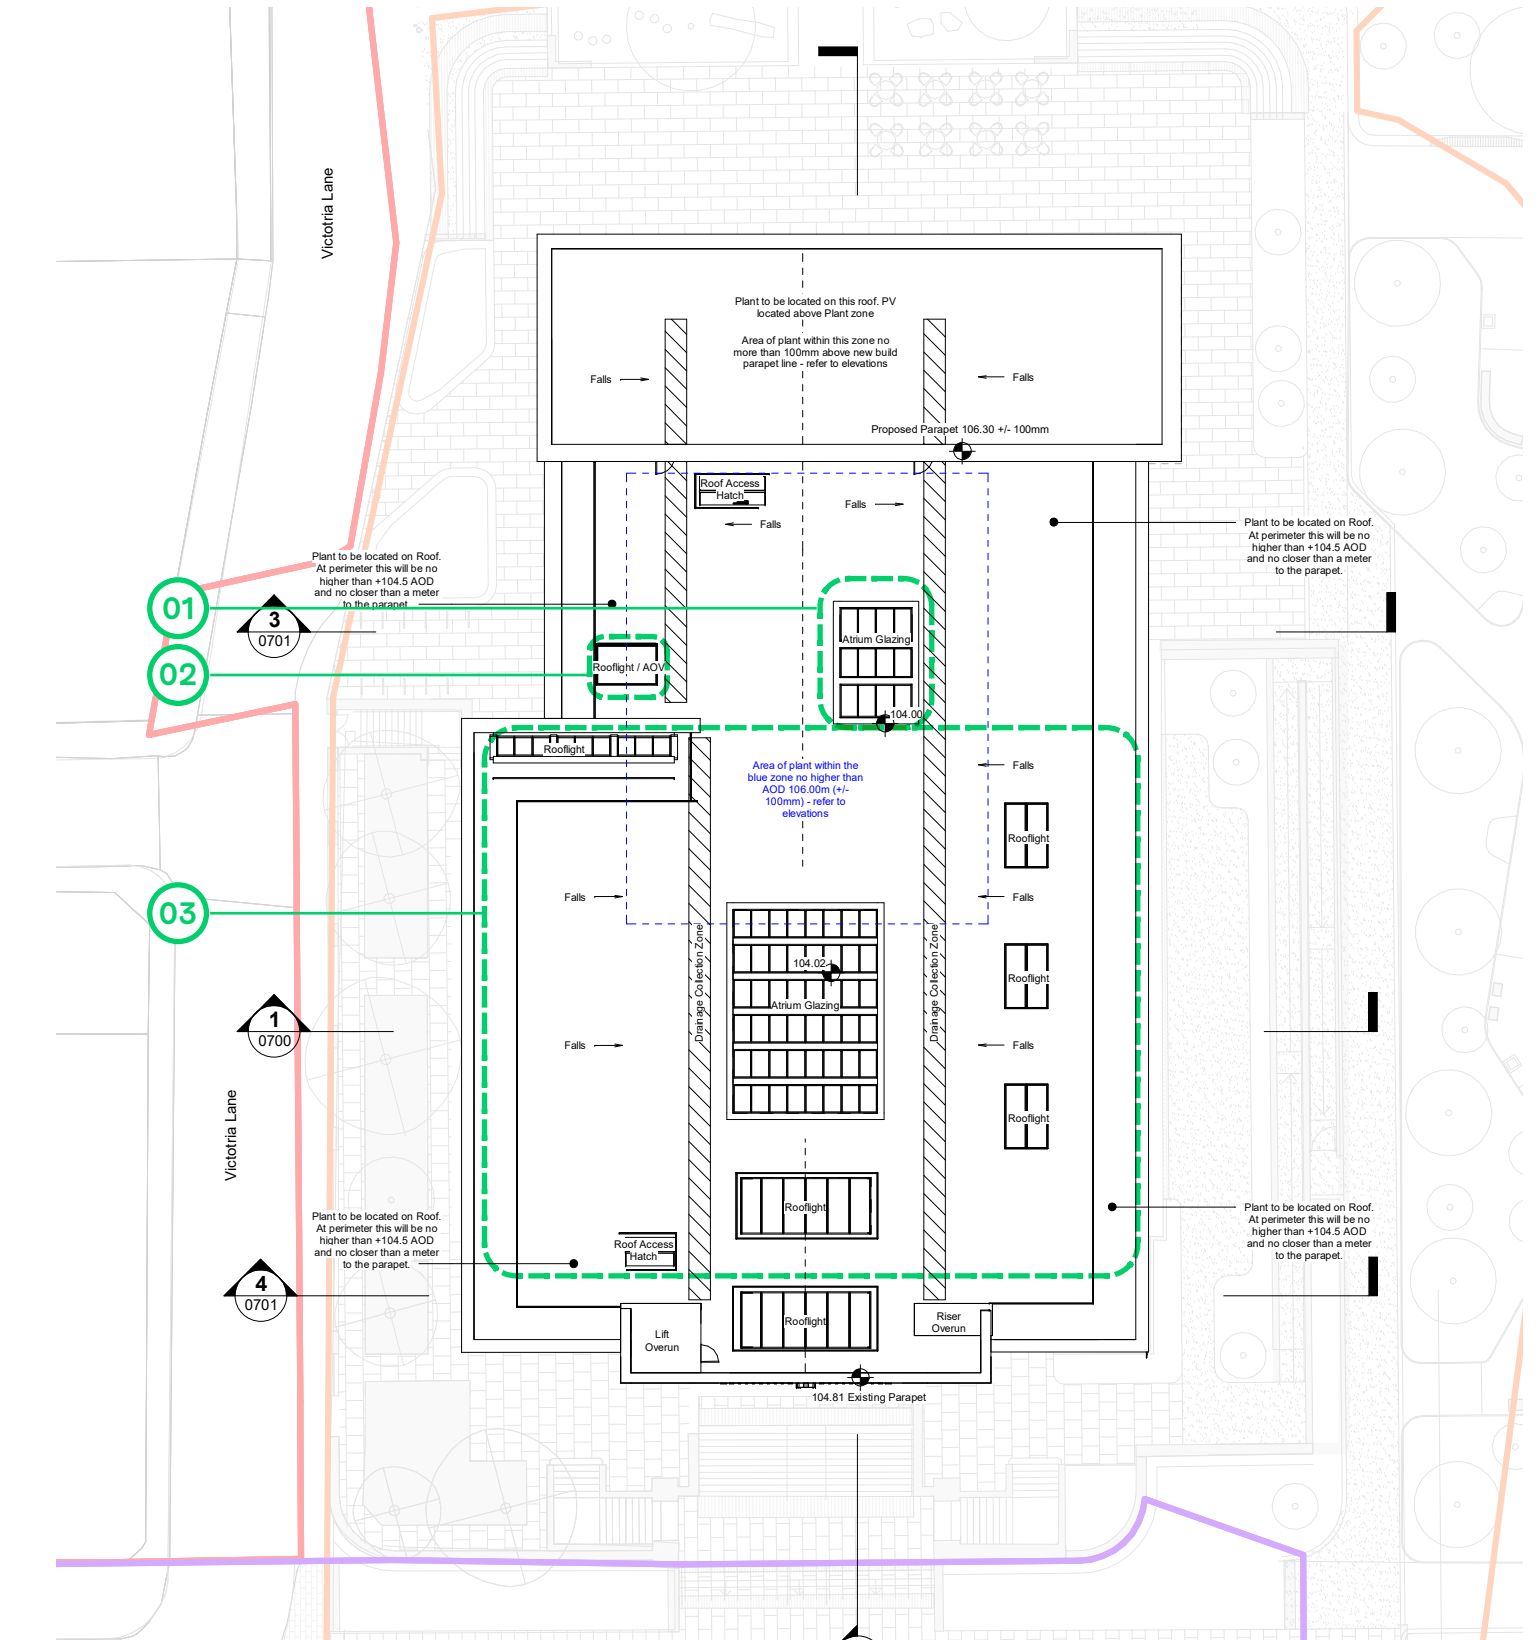 Victotria Lane
Plant to be located on this roof. PV
located above Plant zone
Area of plant within this zone no
more than 100mm above new build
parapet line - refer to elevations
Falls
Falls
Proposed Parapet 106.30 +/- 100mm
Roof Access
Hatch
Falls
Falls
Plant to be located on Roof.
At perimeter this will be no
higher than +104.5 AOD
and no closer than a meter
to the parapet.
Plant to be located on Roof.
At perimeter this will be no
higher than +104.5 AOD
and no closer than a meter
to the parapet.
01
3
0701
02
Atrium Glazing
Rooflight / AOV
104.00
Rooflight
Area of plant within the
blue zone no higher than
AOD 106.00m (+/-
100mm) - refer to
elevations
Falls
Rooflight
03
Falls
Falls
Drainage Collection Zone
Drainage Collection Zone
104.02
Atrium Glazing
Rooflight
1
0700
Falls
Falls
Victotria Lane
Rooflight
Plant to be located on Roof.
At perimeter this will be no
higher than +104.5 AOD
and no closer than a meter
to the parapet.
Rooflight
Plant to be located on Roof.
At perimeter this will be no
higher than +104.5 AOD
and no closer than a meter
to the parapet.
Roof Access
Hatch
4
0701
Lift
Overun
Rooflight
Riser
Overun
104.81 Existing Parapet